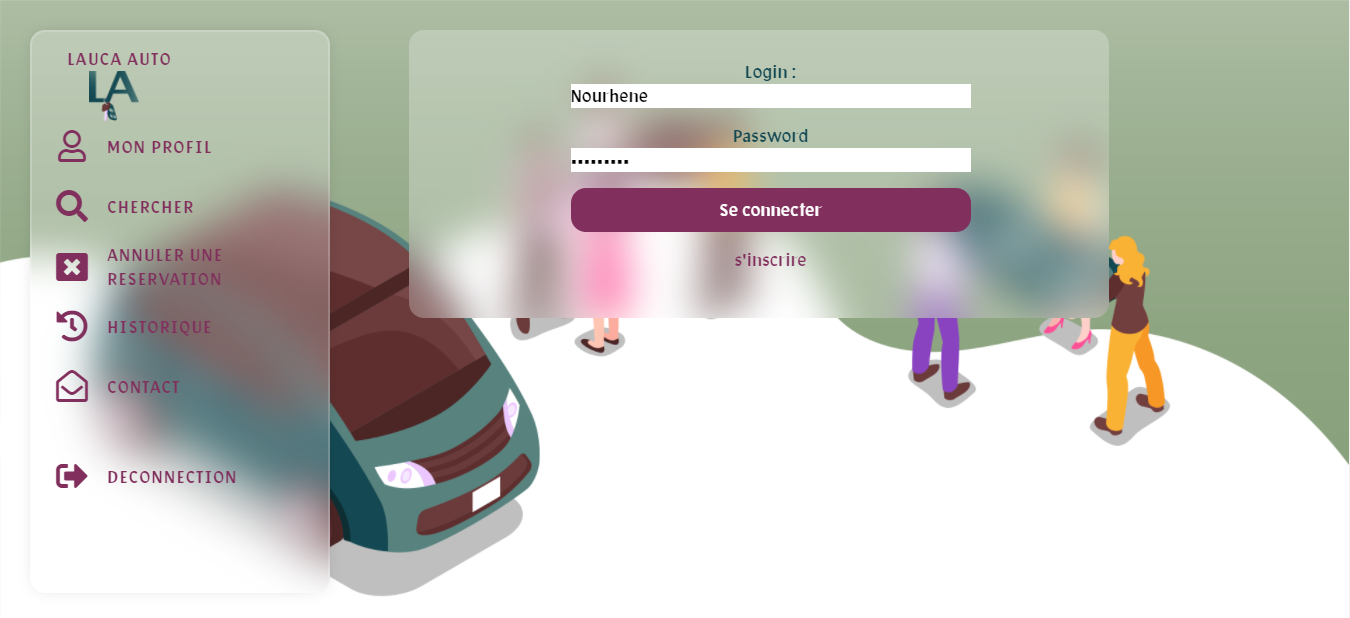 LAUCA AUTO
LA
MON PROFIL
CHERCHER
ANNULER UNE
RESERVATION
HISTORIQUE
CONTACT
DECONNECTION
Login :
Nourhene
Password
•••••••••
Se connecter
s'inscrire